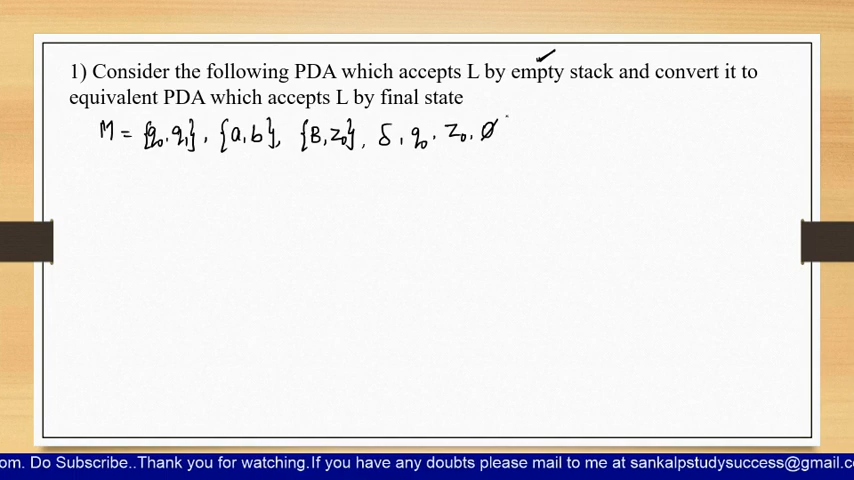 1) Consider the following PDA which accepts L by empty stack and convert it to
equivalent PDA which accepts L by final state
M = {q₀, q₁}, {a, b}, {B, Z₀}, δ, q₀, Z₀, ∅
om. Do Subscribe..Thank you for watching.If you have any doubts please mail to me at sankalpstudysuccess@gmail.co